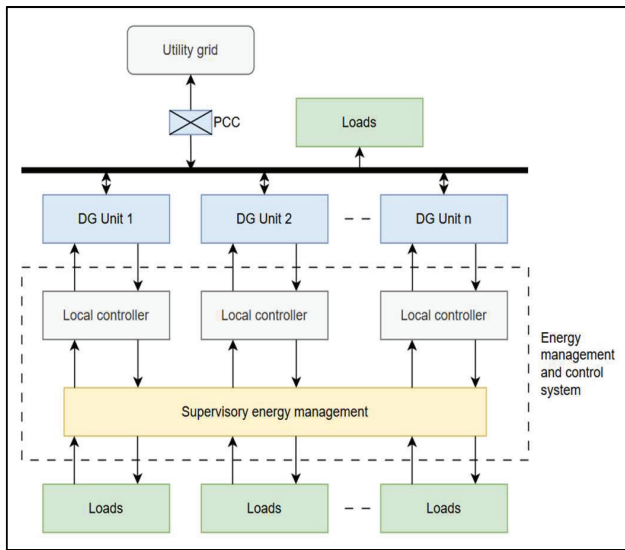 Utility grid
PCC
Loads
DG Unit 1
DG Unit 2
DG Unit n
Local controller
Local controller
Local controller
Energy
management
and control
system
Supervisory energy management
Loads
Loads
Loads